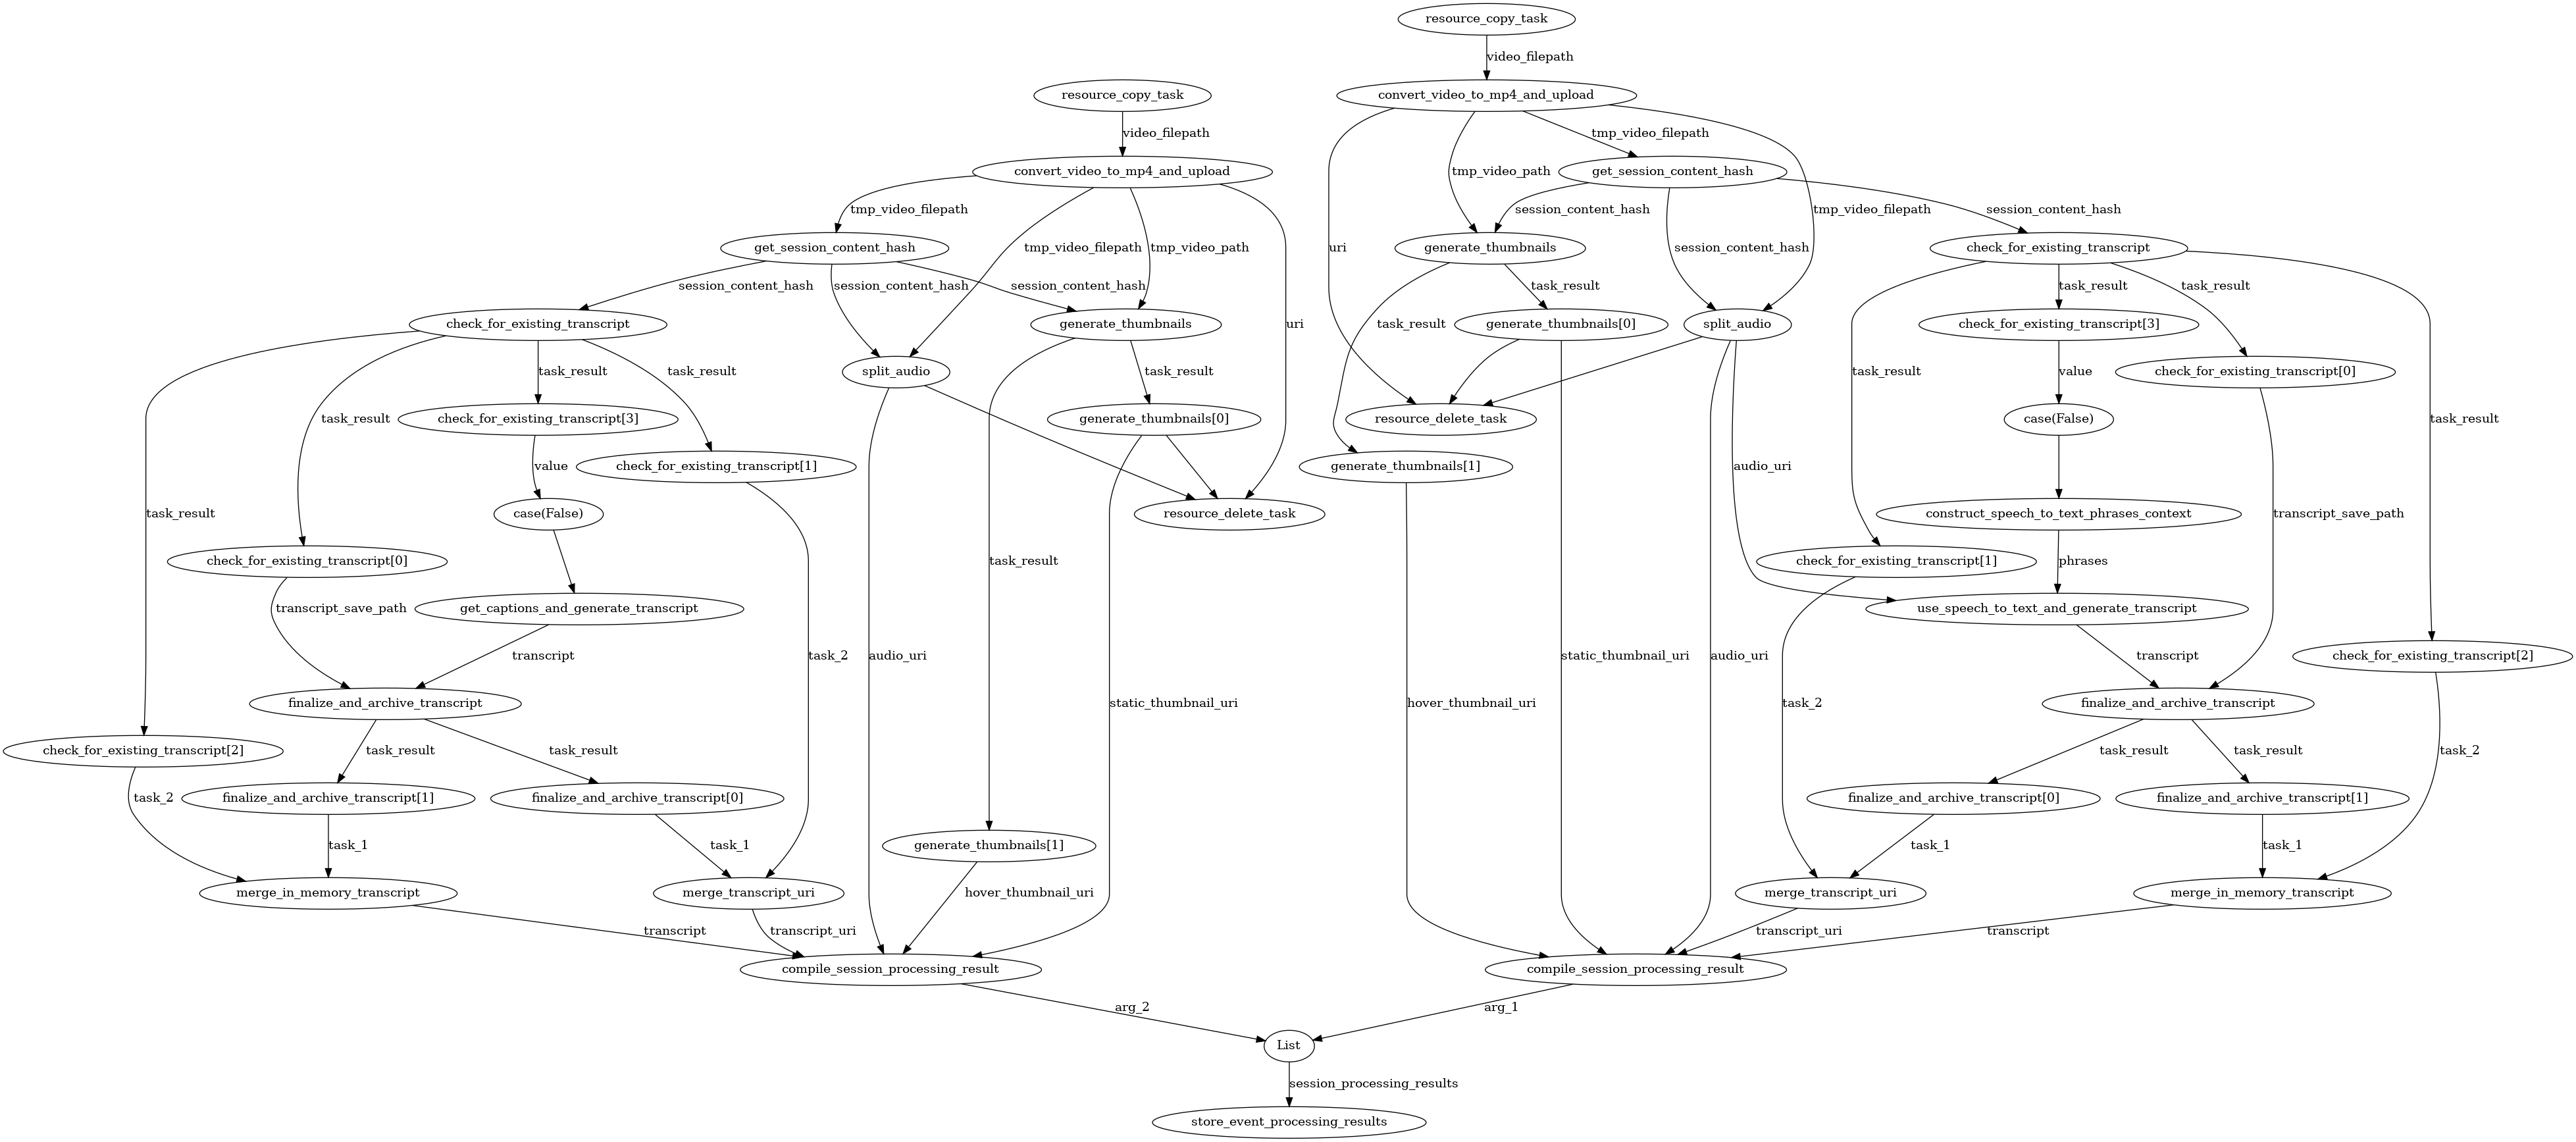 resource_copy_task
video_filepath
resource_copy_task
convert_video_to_mp4_and_upload
video_filepath
tmp_video_filepath
convert_video_to_mp4_and_upload
tmp_video_path
get_session_content_hash
tmp_video_filepath
session_content_hash
tmp_video_filepath
session_content_hash
get_session_content_hash
tmp_video_filepath
tmp_video_path
uri
generate_thumbnails
session_content_hash
check_for_existing_transcript
session_content_hash
session_content_hash
session_content_hash
task_result
task_result
task_result
check_for_existing_transcript
generate_thumbnails
uri
task_result
generate_thumbnails[0]
split_audio
check_for_existing_transcript[3]
task_result
task_result
split_audio
task_result
task_result
value
check_for_existing_transcript[0]
task_result
check_for_existing_transcript[3]
generate_thumbnails[0]
resource_delete_task
case(False)
task_result
value
check_for_existing_transcript[1]
generate_thumbnails[1]
audio_uri
task_result
case(False)
resource_delete_task
construct_speech_to_text_phrases_context
transcript_save_path
check_for_existing_transcript[0]
task_result
check_for_existing_transcript[1]
phrases
transcript_save_path
get_captions_and_generate_transcript
use_speech_to_text_and_generate_transcript
transcript
task_2
audio_uri
static_thumbnail_uri
audio_uri
transcript
check_for_existing_transcript[2]
finalize_and_archive_transcript
static_thumbnail_uri
hover_thumbnail_uri
task_2
finalize_and_archive_transcript
check_for_existing_transcript[2]
task_result
task_result
task_result
task_result
task_2
task_2
finalize_and_archive_transcript[1]
finalize_and_archive_transcript[0]
finalize_and_archive_transcript[0]
finalize_and_archive_transcript[1]
task_1
task_1
generate_thumbnails[1]
task_1
task_1
merge_in_memory_transcript
merge_transcript_uri
hover_thumbnail_uri
merge_transcript_uri
merge_in_memory_transcript
transcript
transcript_uri
transcript_uri
transcript
compile_session_processing_result
compile_session_processing_result
arg_2
arg_1
List
session_processing_results
store_event_processing_results